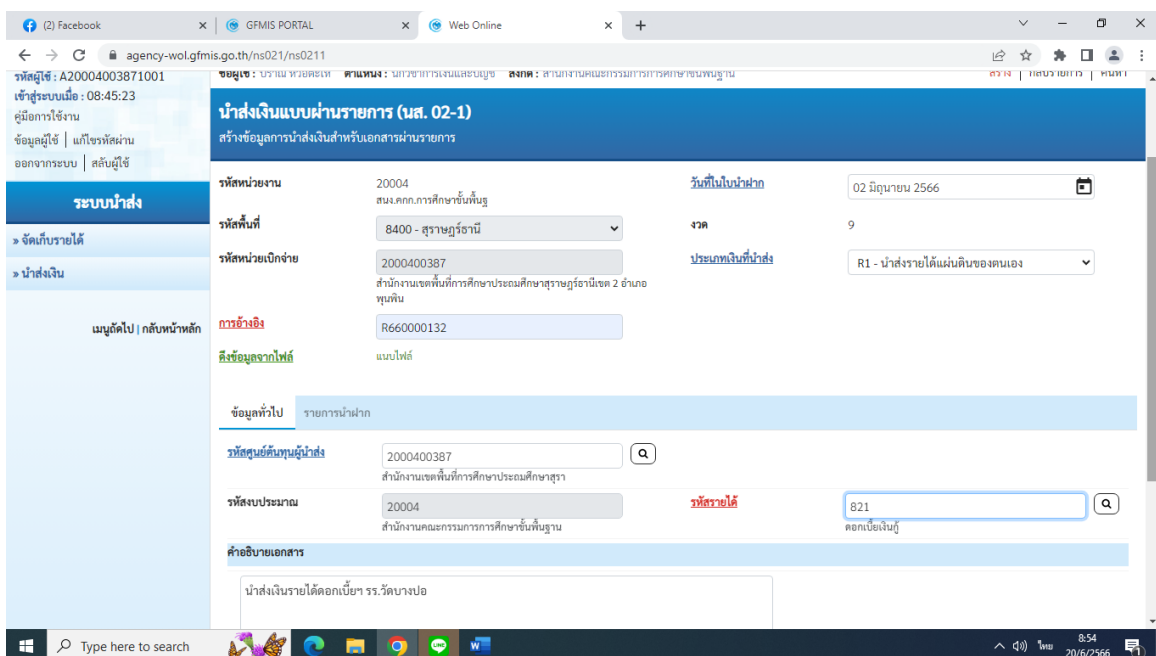 (2) Facebook
GFMIS PORTAL
Web Online
agency-wol.gfmis.go.th/ns021/ns0211
รหัสผู้ใช้ : A20004003871001
เข้าสู่ระบบเมื่อ : 08:45:23
คู่มือการใช้งาน
ข้อมูลผู้ใช้ | แก้ไขรหัสผ่าน
ออกจากระบบ | สลับผู้ใช้
ระบบนำส่ง
» จัดเก็บรายได้
» นำส่งเงิน
เมนูถัดไป | กลับหน้าหลัก
สร้าง | กลับรายการ | ค้นหา
นำส่งเงินแบบผ่านรายการ (นส. 02-1)
สร้างข้อมูลการนำส่งเงินสำหรับเอกสารผ่านรายการ
รหัสหน่วยงาน 20004 วันที่ในใบนำฝาก 02 มิถุนายน 2566
สนง.คกก.การศึกษาขั้นพื้นฐ
รหัสพื้นที่ 8400 - สุราษฎร์ธานี งวด 9
รหัสหน่วยเบิกจ่าย 2000400387 ประเภทเงินที่นำส่ง R1 - นำส่งรายได้แผ่นดินของตนเอง
สำนักงานเขตพื้นที่การศึกษาประถมศึกษาสุราษฎร์ธานีเขต 2 อำเภอ
พุนพิน
การอ้างอิง R660000132
ดึงข้อมูลจากไฟล์ แนบไฟล์
ข้อมูลทั่วไป รายการนำฝาก
รหัสศูนย์ต้นทุนผู้นำส่ง 2000400387
สำนักงานเขตพื้นที่การศึกษาประถมศึกษาสุรา
รหัสงบประมาณ 20004 รหัสรายได้ 821
สำนักงานคณะกรรมการการศึกษาขั้นพื้นฐาน ดอกเบี้ยเงินกู้
คำอธิบายเอกสาร
นำส่งเงินรายได้ดอกเบี้ยฯ รร.วัดบางปอ
Type here to search
LINE
W
ไทย
8:54
20/6/2566
1